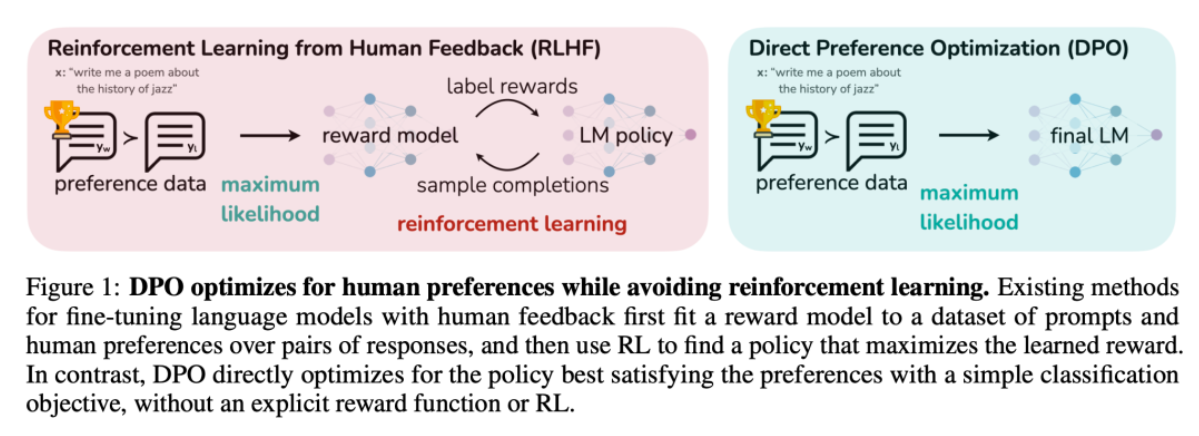 Reinforcement Learning from Human Feedback (RLHF)
x: "write me a poem about
the history of jazz"
label rewards
yw
>
yl
reward model
LM policy
preference data
maximum
likelihood
sample completions
reinforcement learning
Direct Preference Optimization (DPO)
x: "write me a poem about
the history of jazz"
yw
>
yl
final LM
preference data
maximum
likelihood
Figure 1: DPO optimizes for human preferences while avoiding reinforcement learning. Existing methods
for fine-tuning language models with human feedback first fit a reward model to a dataset of prompts and
human preferences over pairs of responses, and then use RL to find a policy that maximizes the learned reward.
In contrast, DPO directly optimizes for the policy best satisfying the preferences with a simple classification
objective, without an explicit reward function or RL.